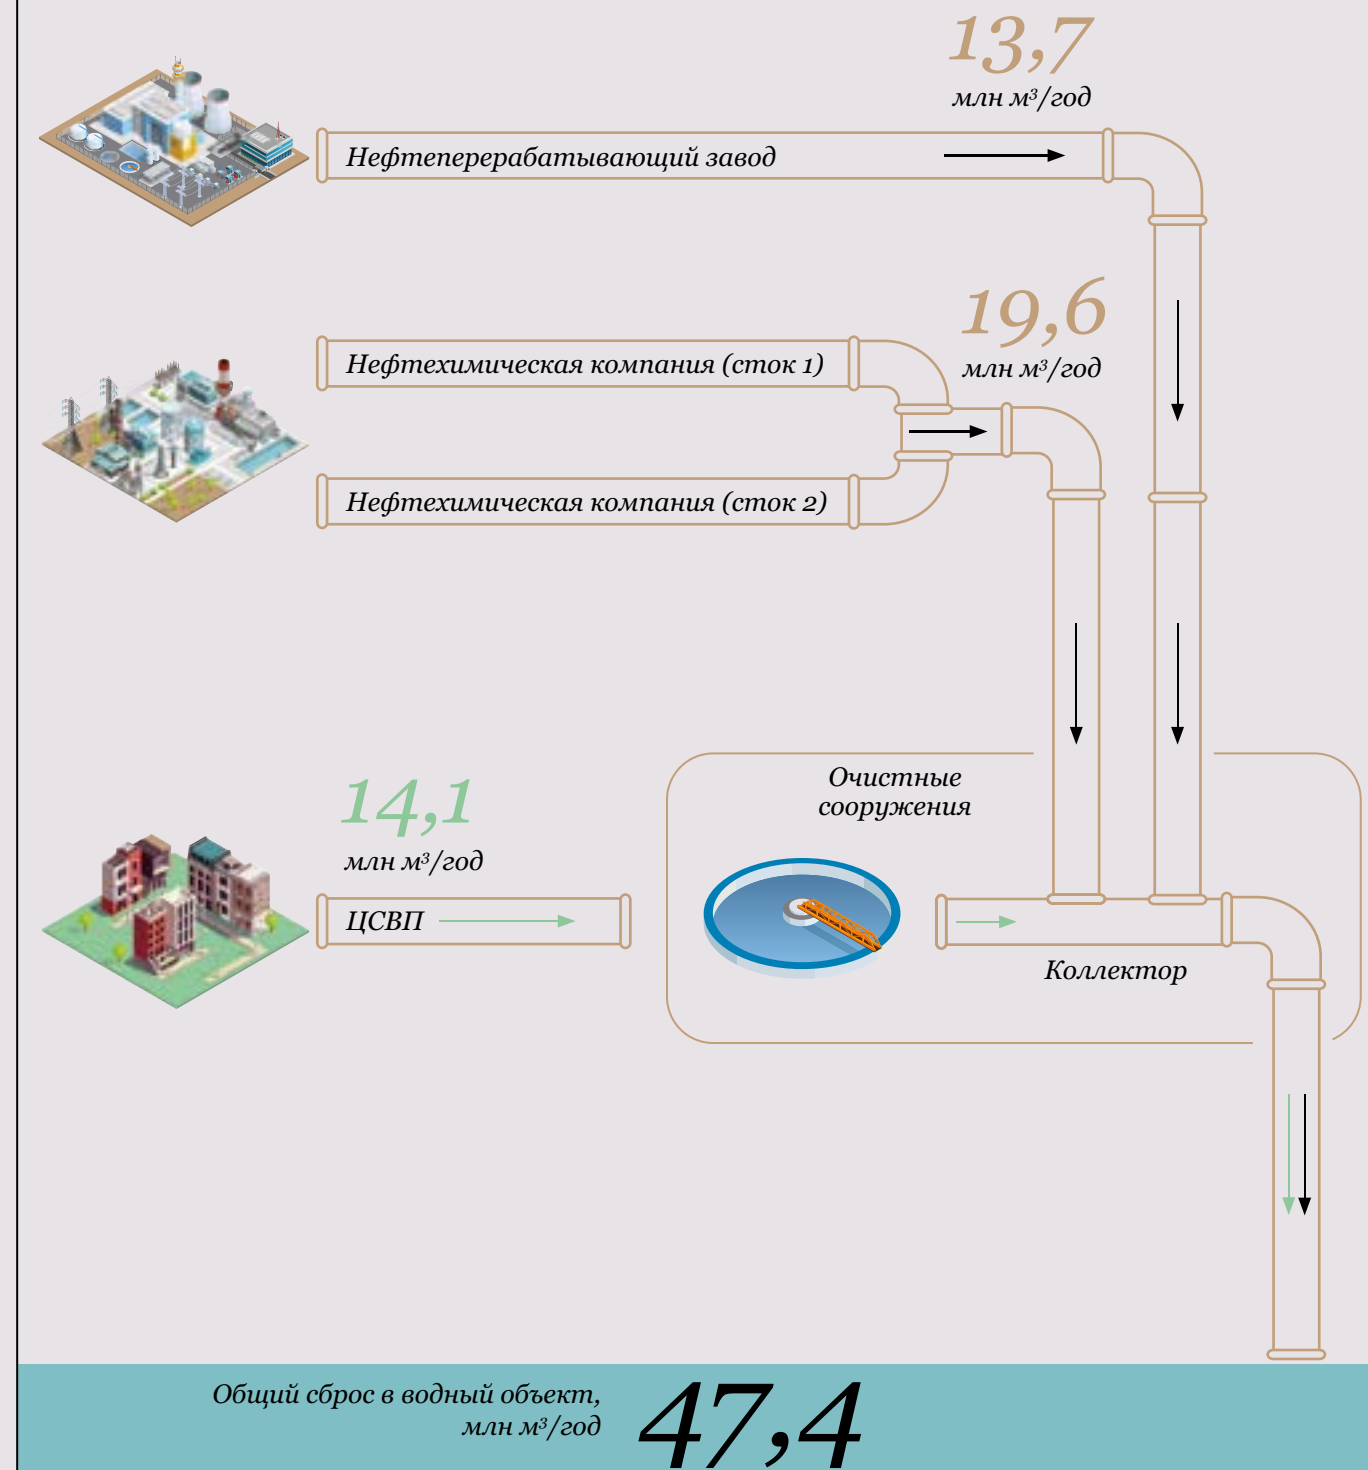 13,7
млн м³/год
Нефтеперерабатывающий завод
19,6
млн м³/год
Нефтехимическая компания (сток 1)
Нефтехимическая компания (сток 2)
14,1
млн м³/год
ЦСВП
Очистные
сооружения
Коллектор
Общий сброс в водный объект,
млн м³/год
47,4